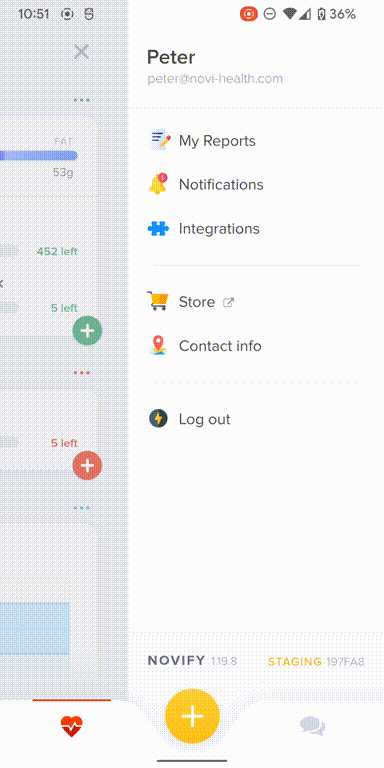 10:51
36%
Peter
peter@novi-health.com
FAT
53g
My Reports
Notifications
Integrations
452 left
k
5 left
Store
Contact info
Log out
5 left
NOVIFY 1.19.8
STAGING 197FA8